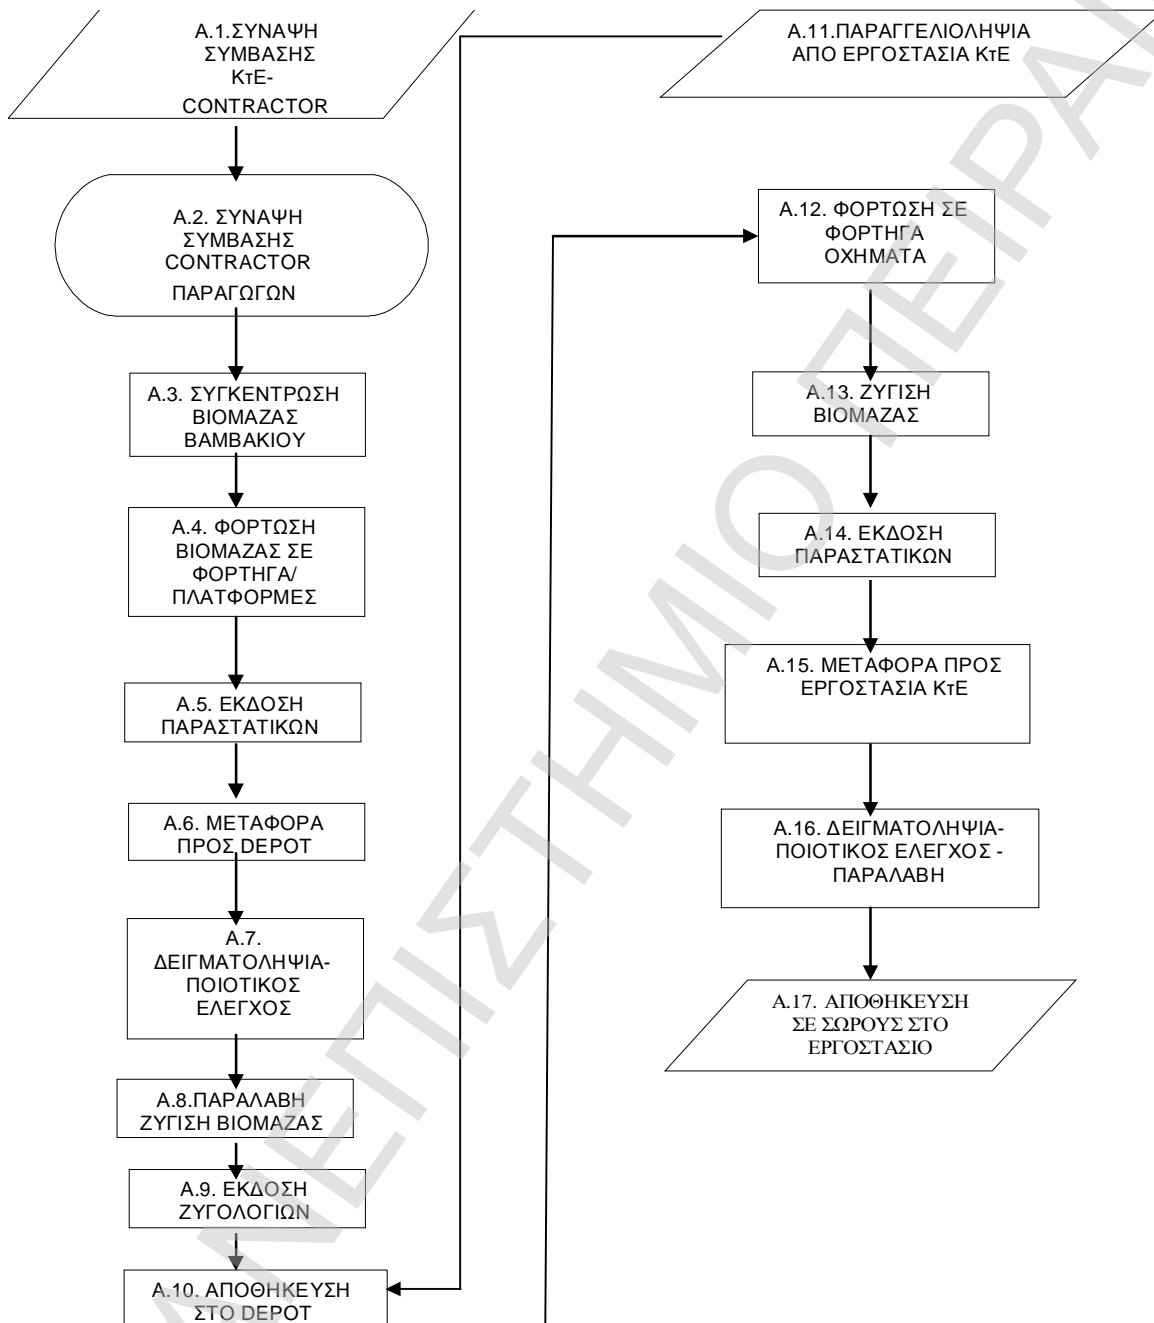 Α.1.ΣΥΝΑΨΗ
ΣΥΜΒΑΣΗΣ
ΚτΕ-
CONTRACTOR
Α.2. ΣΥΝΑΨΗ
ΣΥΜΒΑΣΗΣ
CONTRACTOR
ΠΑΡΑΓΩΓΩΝ
Α.3. ΣΥΓΚΕΝΤΡΩΣΗ
ΒΙΟΜΑΖΑΣ
ΒΑΜΒΑΚΙΟΥ
Α.4. ΦΟΡΤΩΣΗ
ΒΙΟΜΑΖΑΣ ΣΕ
ΦΟΡΤΗΓΑ/
ΠΛΑΤΦΟΡΜΕΣ
Α.5. ΕΚΔΟΣΗ
ΠΑΡΑΣΤΑΤΙΚΩΝ
Α.6. ΜΕΤΑΦΟΡΑ
ΠΡΟΣ DEPOT
Α.7.
ΔΕΙΓΜΑΤΟΛΗΨΙΑ-
ΠΟΙΟΤΙΚΟΣ
ΕΛΕΓΧΟΣ
Α.8.ΠΑΡΑΛΑΒΗ
ΖΥΓΙΣΗ ΒΙΟΜΑΖΑΣ
Α.9. ΕΚΔΟΣΗ
ΖΥΓΟΛΟΓΙΩΝ
Α.10. ΑΠΟΘΗΚΕΥΣΗ
ΣΤΟ DEPOT
Α.11.ΠΑΡΑΓΓΕΛΙΟΛΗΨΙΑ
ΑΠΟ ΕΡΓΟΣΤΑΣΙΑ ΚτΕ
Α.12. ΦΟΡΤΩΣΗ ΣΕ
ΦΟΡΤΗΓΑ
ΟΧΗΜΑΤΑ
Α.13. ΖΥΓΙΣΗ
ΒΙΟΜΑΖΑΣ
Α.14. ΕΚΔΟΣΗ
ΠΑΡΑΣΤΑΤΙΚΩΝ
Α.15. ΜΕΤΑΦΟΡΑ ΠΡΟΣ
ΕΡΓΟΣΤΑΣΙΑ ΚτΕ
Α.16. ΔΕΙΓΜΑΤΟΛΗΨΙΑ-
ΠΟΙΟΤΙΚΟΣ ΕΛΕΓΧΟΣ -
ΠΑΡΑΛΑΒΗ
Α.17. ΑΠΟΘΗΚΕΥΣΗ
ΣΕ ΣΩΡΟΥΣ ΣΤΟ
ΕΡΓΟΣΤΑΣΙΟ
ΑΝΕΠΙΣΤΗΜΙΟ ΠΕΙΡΑΙ